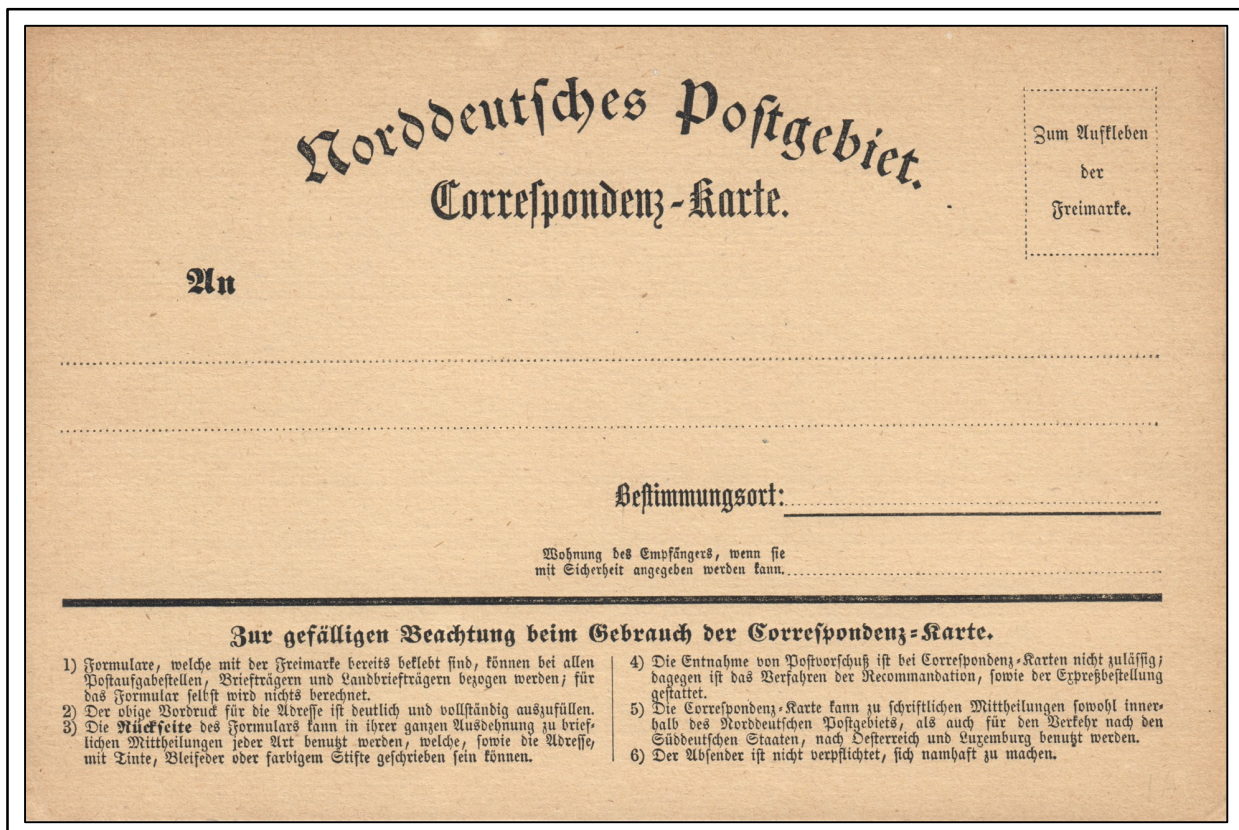 Norddeutsches Postgebiet.
Correspondenz-Karte.
Zum Aufkleben
der
Freimarke.
An
Bestimmungsort:
Wohnung des Empfängers, wenn sie
mit Sicherheit angegeben werden kann.
Zur gefälligen Beachtung beim Gebrauch der Correspondenz-Karte.
1) Formulare, welche mit der Freimarke bereits beklebt sind, können bei allen
Postaufgabestellen, Briefträgern und Landbriefträgern bezogen werden; für
das Formular selbst wird nichts berechnet.
2) Der obige Vordruck für die Adresse ist deutlich und vollständig auszufüllen.
3) Die Rückseite des Formulars kann in ihrer ganzen Ausdehnung zu brief-
lichen Mittheilungen jeder Art benutzt werden, welche, sowie die Adresse,
mit Tinte, Bleifeder oder farbigem Stifte geschrieben sein können.
4) Die Entnahme von Postvorschuß ist bei Correspondenz-Karten nicht zulässig;
dagegen ist das Verfahren der Recommandation, sowie der Expreßbestellung
gestattet.
5) Die Correspondenz-Karte kann zu schriftlichen Mittheilungen sowohl inner-
halb des Norddeutschen Postgebiets, als auch für den Verkehr nach den
Süddeutschen Staaten, nach Oesterreich und Luxemburg benutzt werden.
6) Der Absender ist nicht verpflichtet, sich namhaft zu machen.